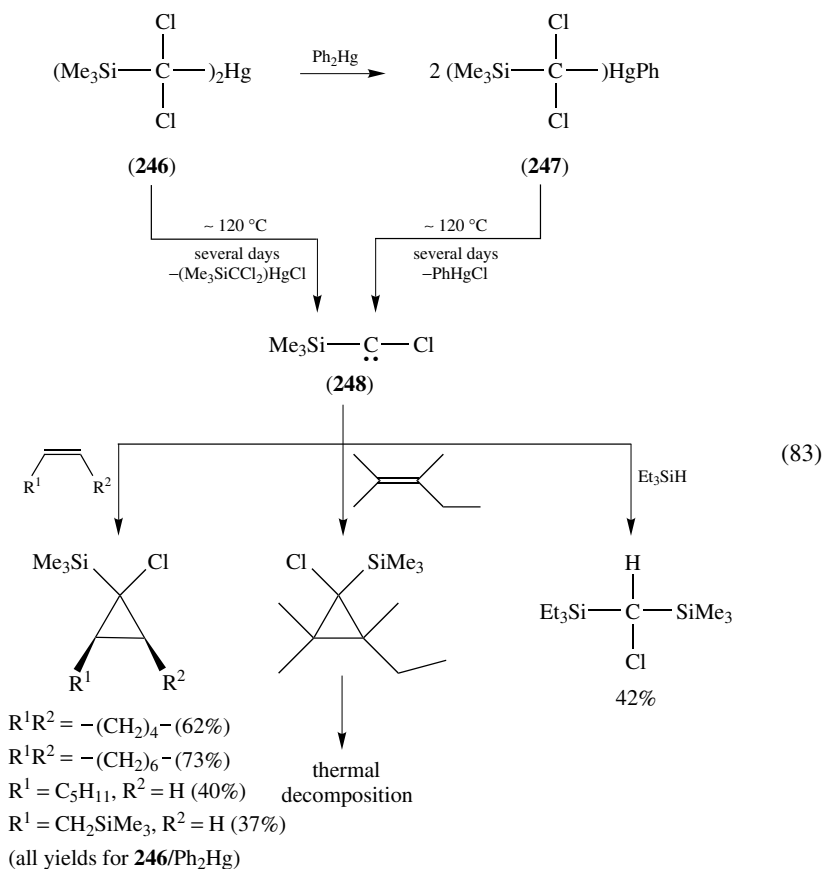 Cl Cl
(Me3Si C )2Hg Ph2Hg 2 (Me3Si C )HgPh
Cl Cl
(246) (247)
~ 120 °C ~ 120 °C
several days several days
–(Me3SiCCl2)HgCl –PhHgCl
Me3Si C Cl
(248)
(83)
R1 R2 Et3SiH
Me3Si Cl Cl SiMe3 H
Et3Si C SiMe3
R1 R2 Cl
42%
R1R2 = –(CH2)4– (62%)
R1R2 = –(CH2)6– (73%)
R1 = C5H11, R2 = H (40%)
R1 = CH2SiMe3, R2 = H (37%)
(all yields for 246/Ph2Hg)
thermal
decomposition